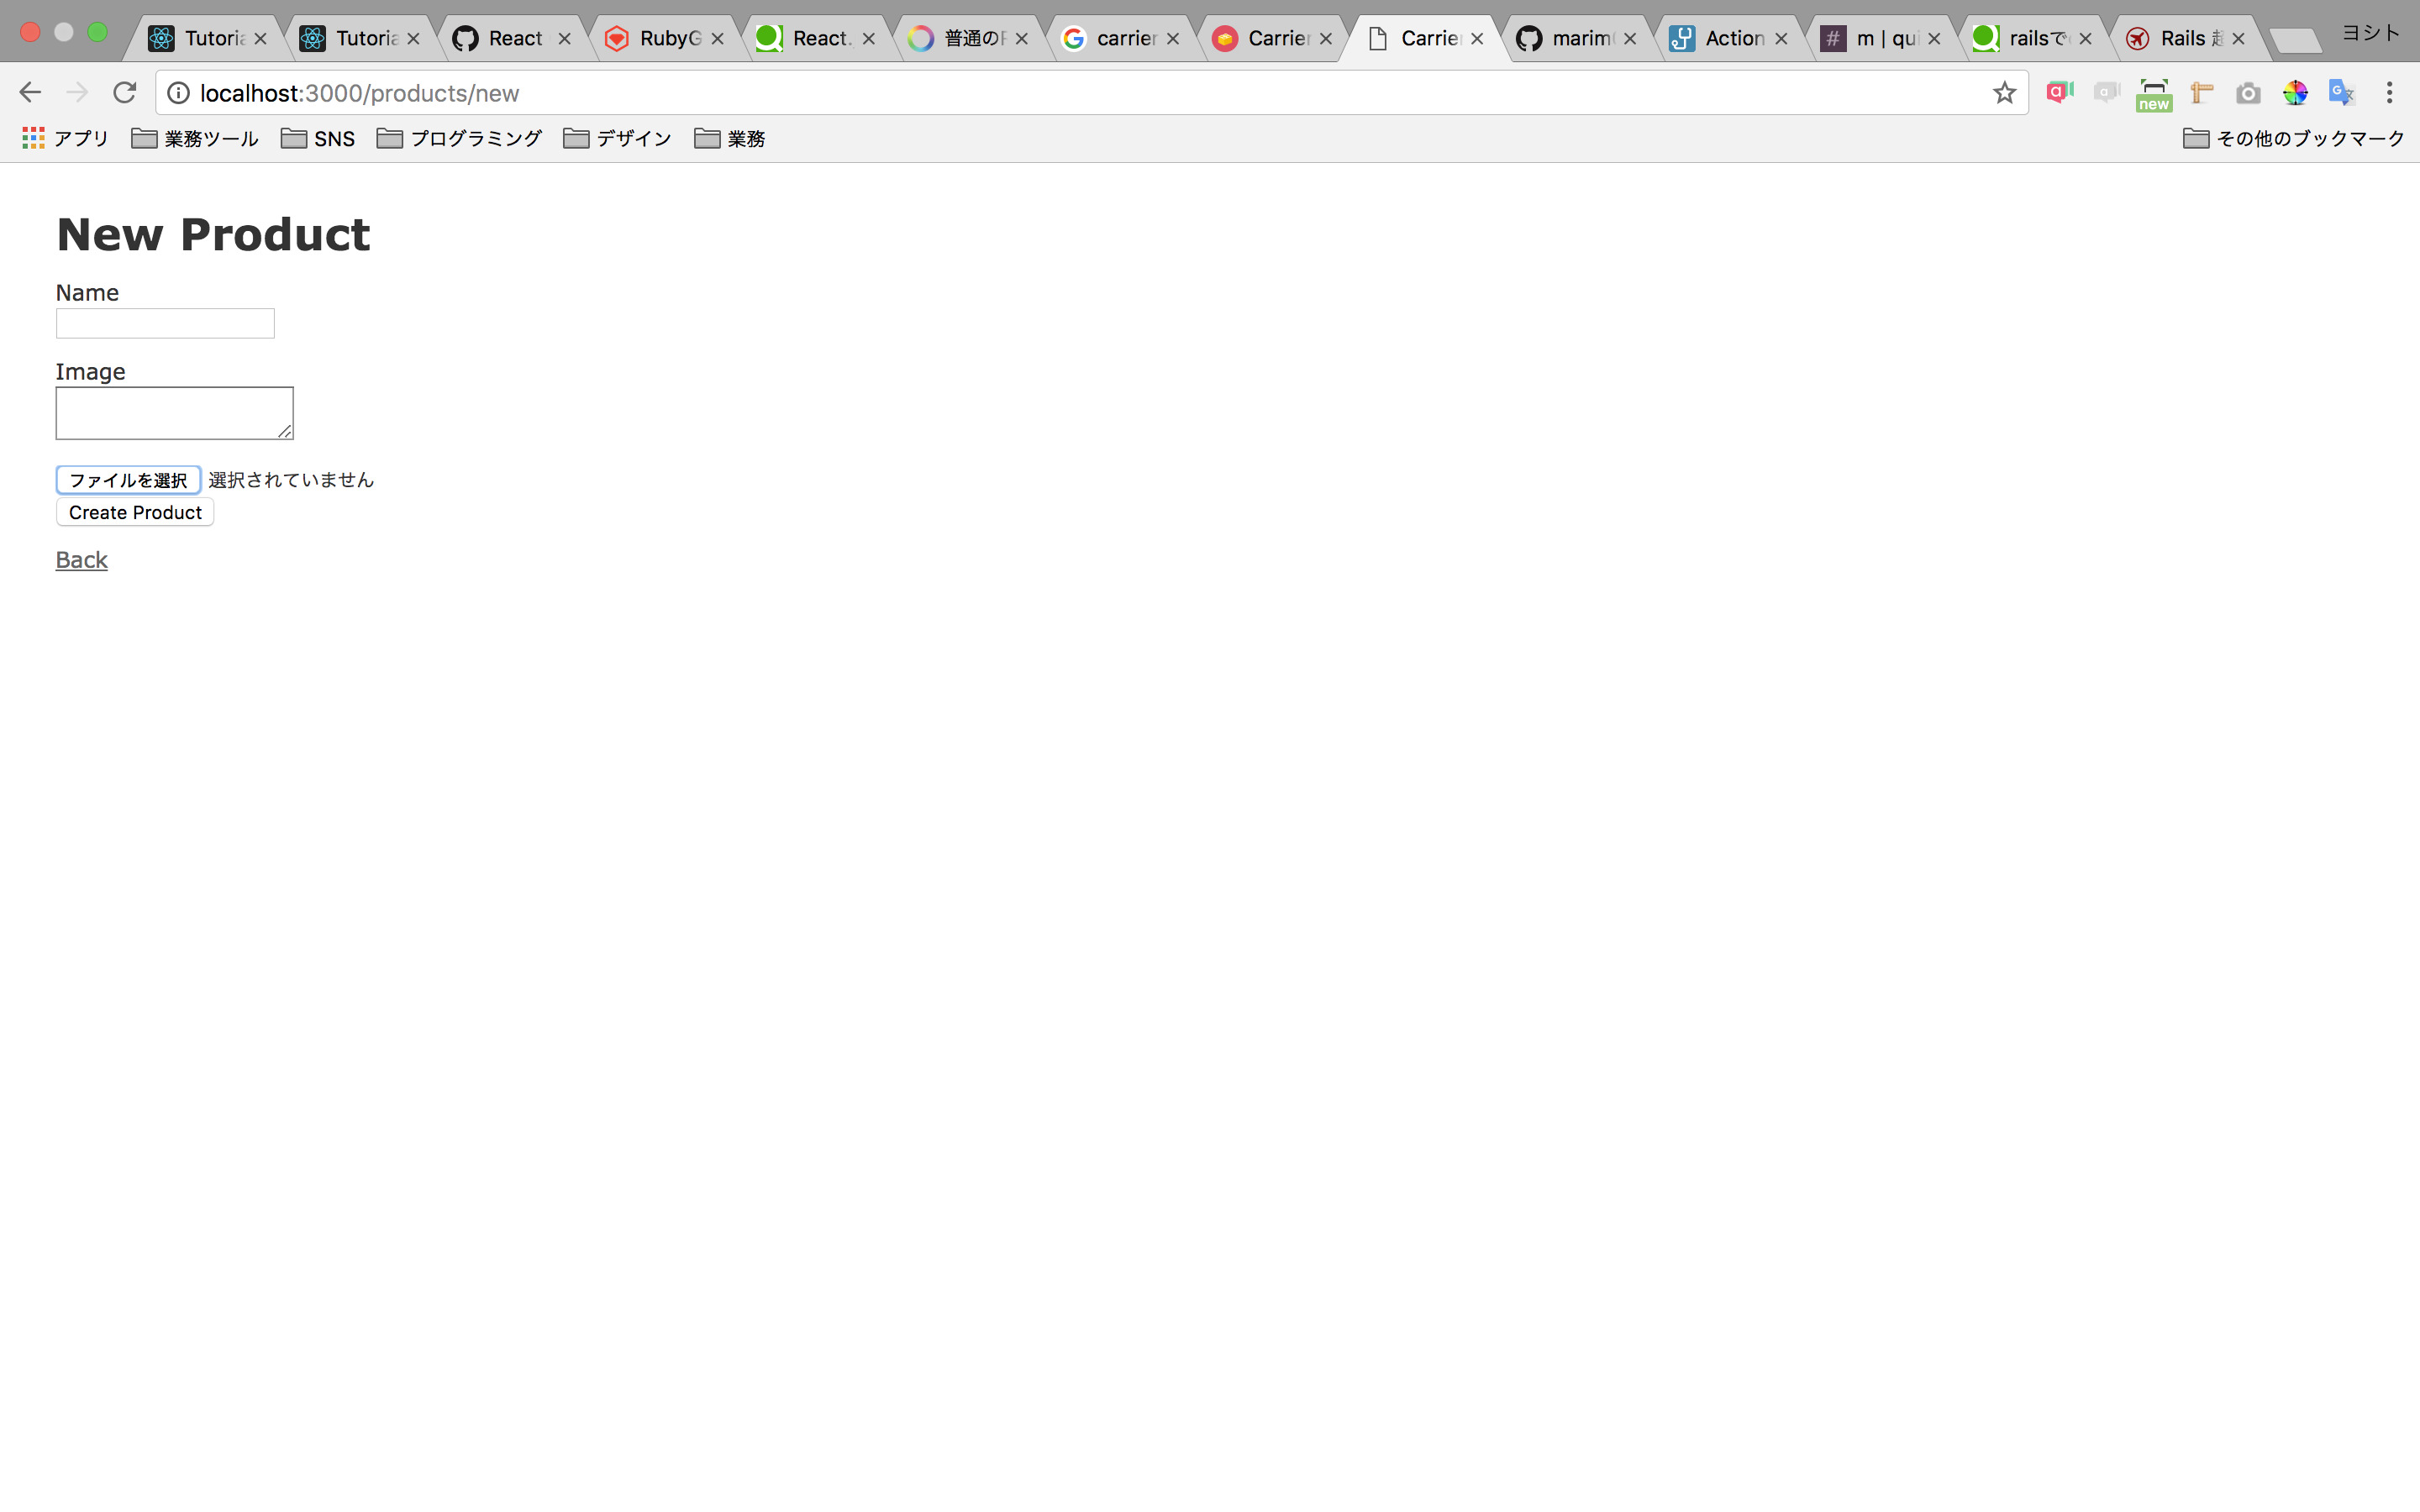 Tutoria Tutoria React RubyG React. 普通のR carrier Carrier Carrie marim Action m | qui railsで Rails 超 ヨシト
localhost:3000/products/new
new
アプリ 業務ツール SNS プログラミング デザイン 業務 その他のブックマーク
New Product
Name
Image
ファイルを選択 選択されていません
Create Product
Back